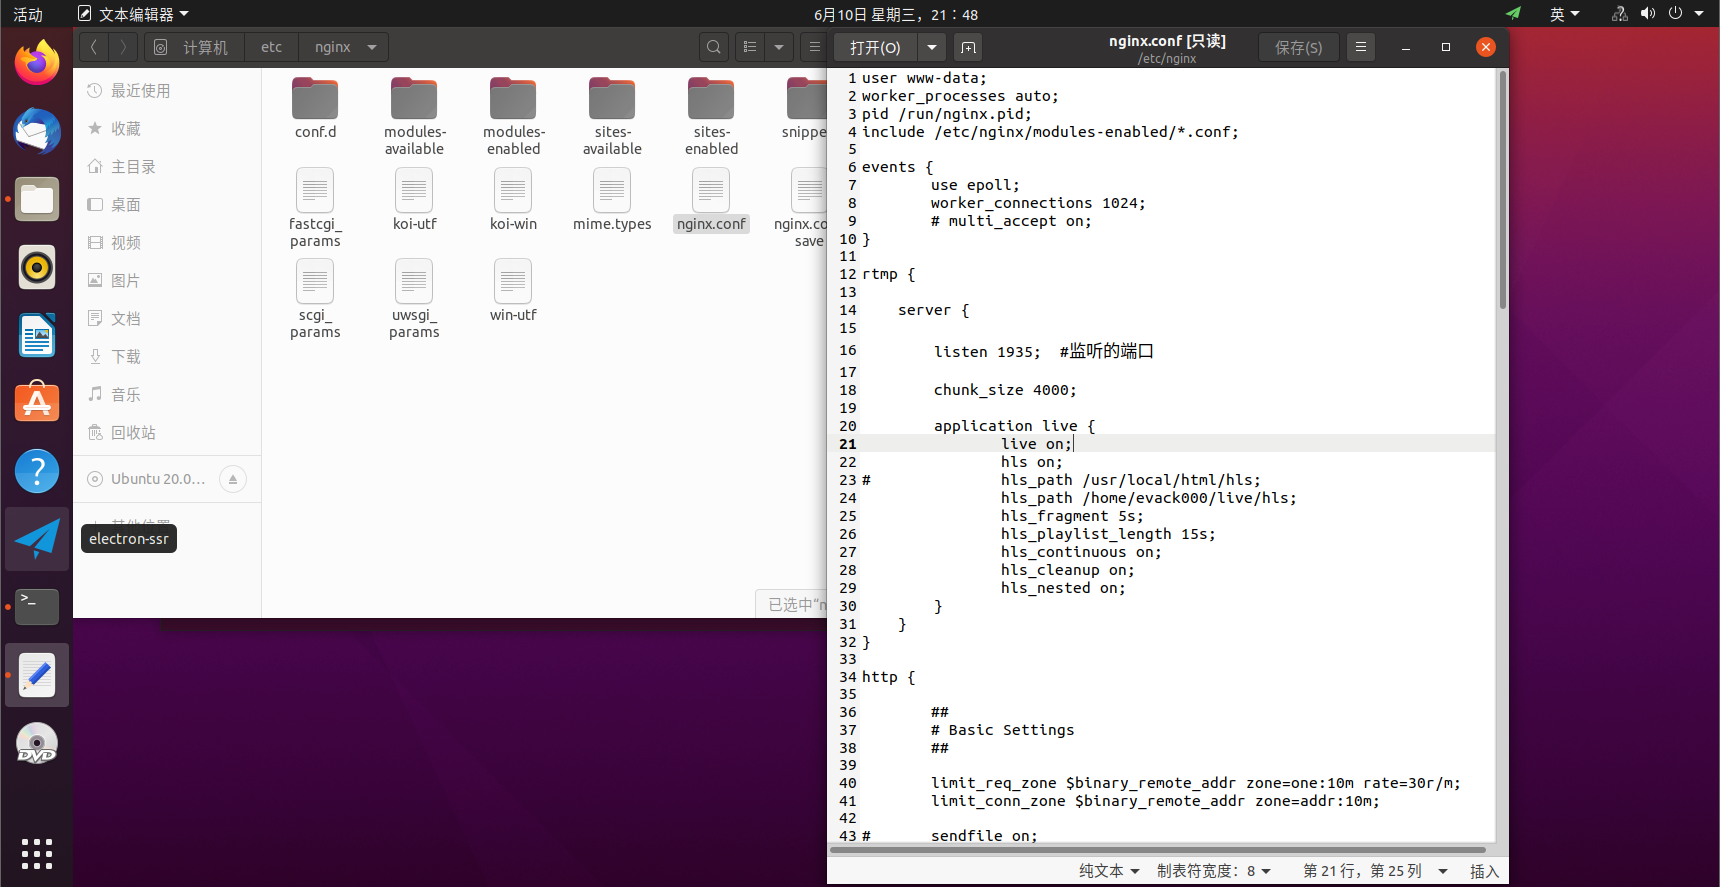 活动
文本编辑器
6月10日 星期三, 21:48
英
计算机
etc
nginx
最近使用
收藏
主目录
桌面
视频
图片
文档
下载
音乐
回收站
Ubuntu 20.0…
electron-ssr
conf.d
modules-
available
modules-
enabled
sites-
available
sites-
enabled
snippe
fastcgi_
params
koi-utf
koi-win
mime.types
nginx.conf
nginx.co
save
scgi_
params
uwsgi_
params
win-utf
已选中“n
打开(O)
nginx.conf [只读]
/etc/nginx
保存(S)
1 user www-data;
2 worker_processes auto;
3 pid /run/nginx.pid;
4 include /etc/nginx/modules-enabled/*.conf;
5
6 events {
7 use epoll;
8 worker_connections 1024;
9 # multi_accept on;
10 }
11
12 rtmp {
13
14 server {
15
16 listen 1935; #监听的端口
17
18 chunk_size 4000;
19
20 application live {
21 live on;
22 hls on;
23 # hls_path /usr/local/html/hls;
24 hls_path /home/evack000/live/hls;
25 hls_fragment 5s;
26 hls_playlist_length 15s;
27 hls_continuous on;
28 hls_cleanup on;
29 hls_nested on;
30 }
31 }
32 }
33
34 http {
35
36 ##
37 # Basic Settings
38 ##
39
40 limit_req_zone $binary_remote_addr zone=one:10m rate=30r/m;
41 limit_conn_zone $binary_remote_addr zone=addr:10m;
42
43 # sendfile on;
纯文本 制表符宽度: 8 第 21 行, 第 25 列 插入
DVD